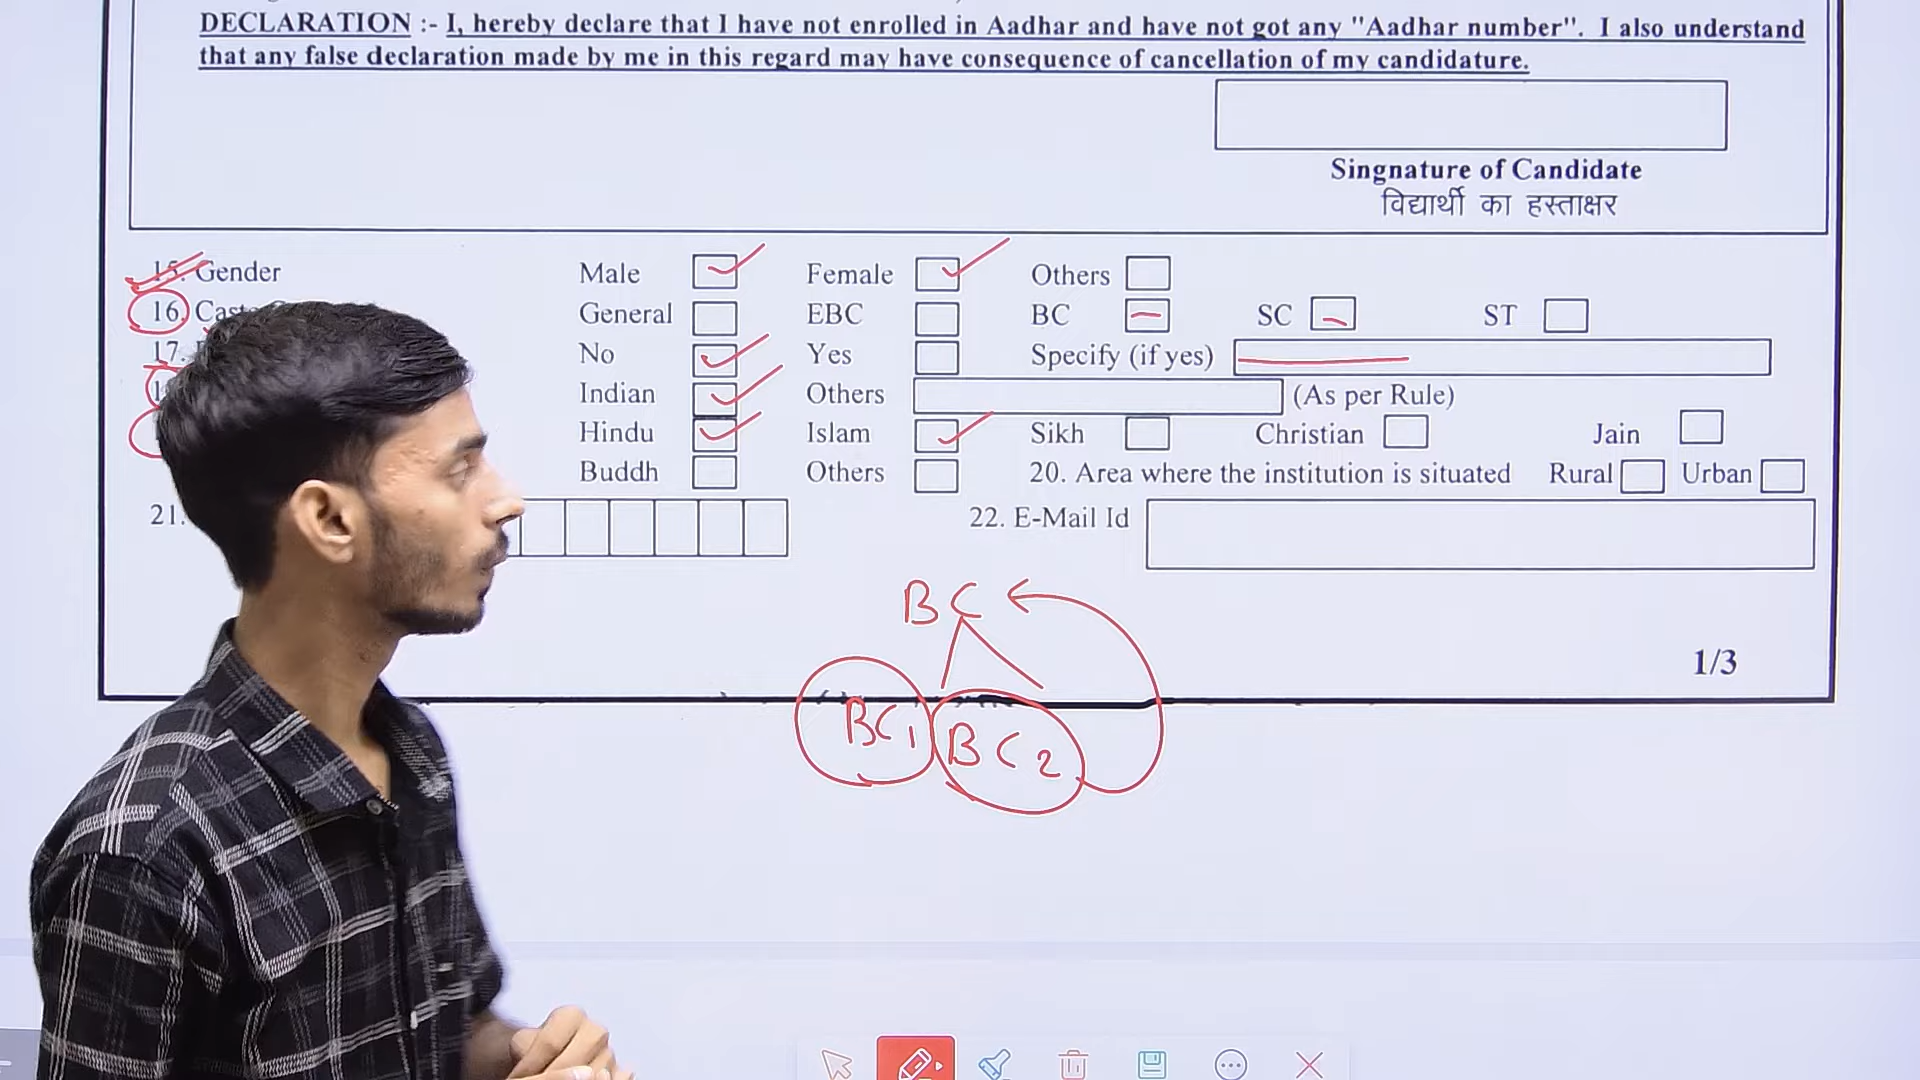 DECLARATION :- I, hereby declare that I have not enrolled in Aadhar and have not got any "Aadhar number". I also understand
that any false declaration made by me in this regard may have consequence of cancellation of my candidature.
Singnature of Candidate
विद्यार्थी का हस्ताक्षर
15. Gender Male Female Others
16. General EBC BC SC ST
17. No Yes Specify (if yes)
Indian Others (As per Rule)
Hindu Islam Sikh Christian Jain
Buddh Others 20. Area where the institution is situated Rural Urban
21. 22. E-Mail Id
BC
1/3
BC1 BC2